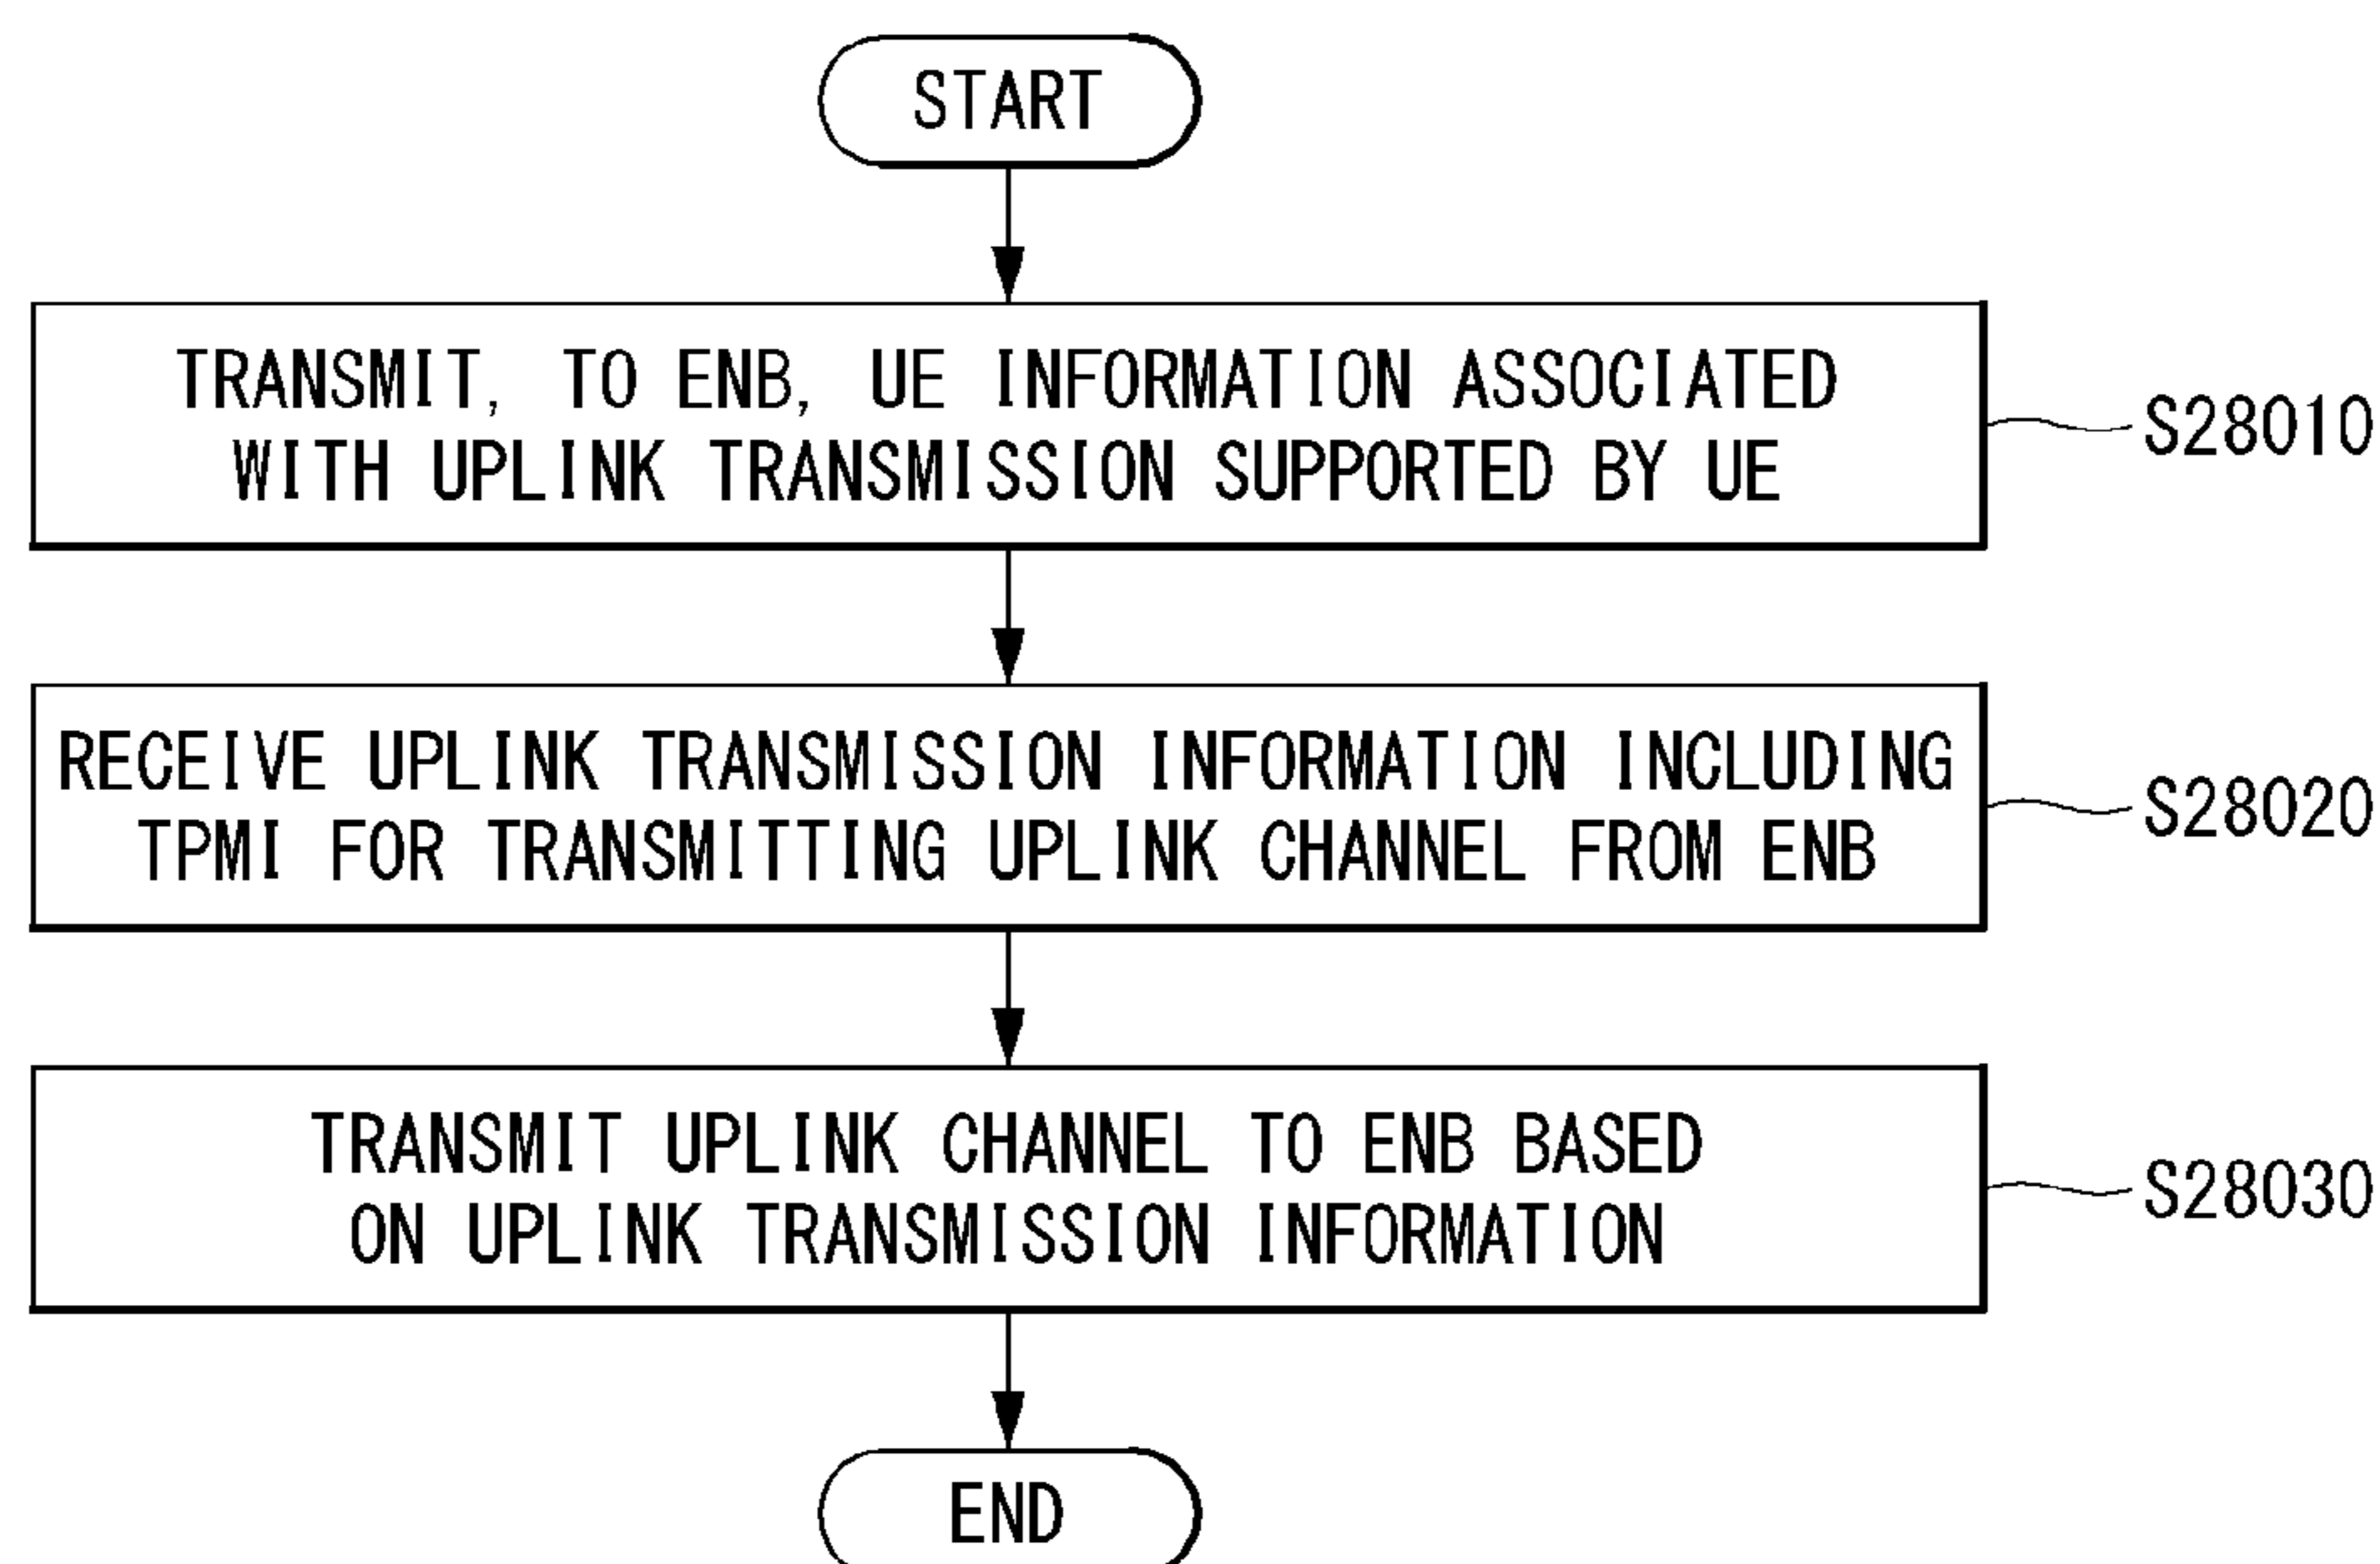 START
TRANSMIT, TO ENB, UE INFORMATION ASSOCIATED
WITH UPLINK TRANSMISSION SUPPORTED BY UE
S28010
RECEIVE UPLINK TRANSMISSION INFORMATION INCLUDING
TPMI FOR TRANSMITTING UPLINK CHANNEL FROM ENB
S28020
TRANSMIT UPLINK CHANNEL TO ENB BASED
ON UPLINK TRANSMISSION INFORMATION
S28030
END